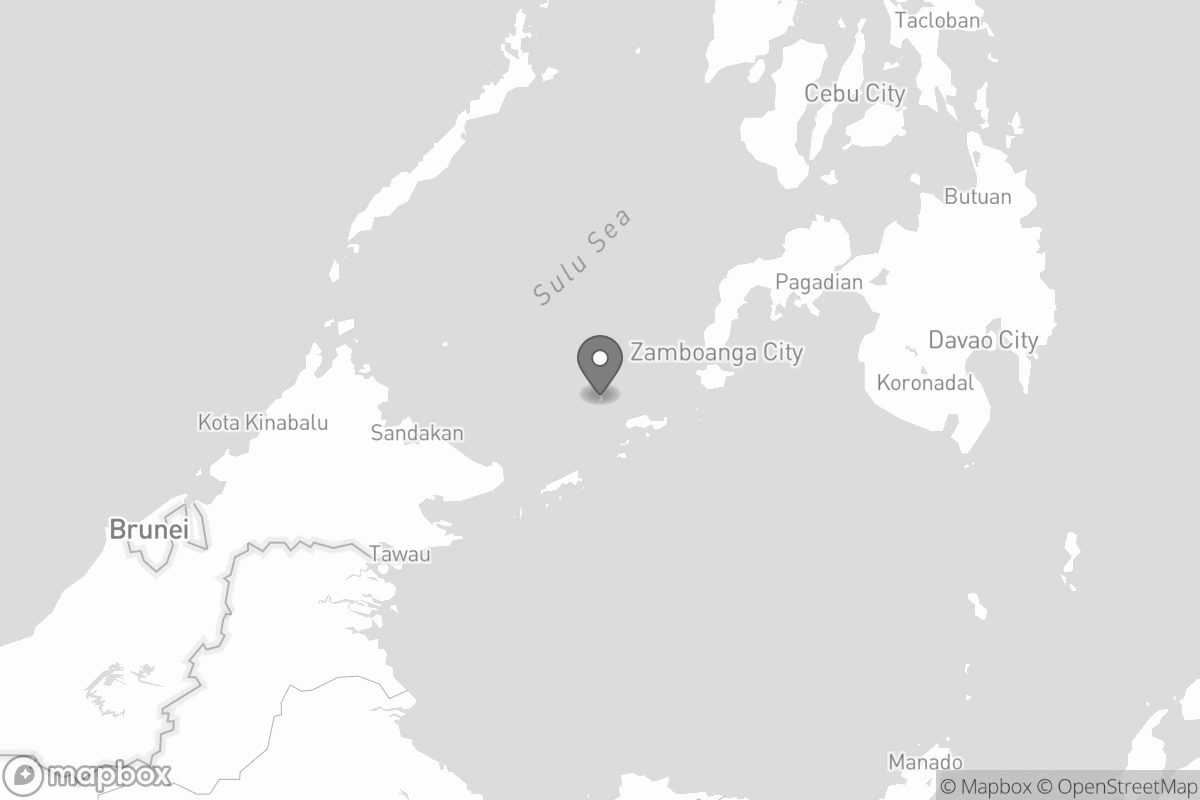 Tacloban
Cebu City
Butuan
Sulu Sea
Pagadian
Davao City
Zamboanga City
Koronadal
Kota Kinabalu
Sandakan
Brunei
Tawau
Manado
mapbox
© Mapbox © OpenStreetMap